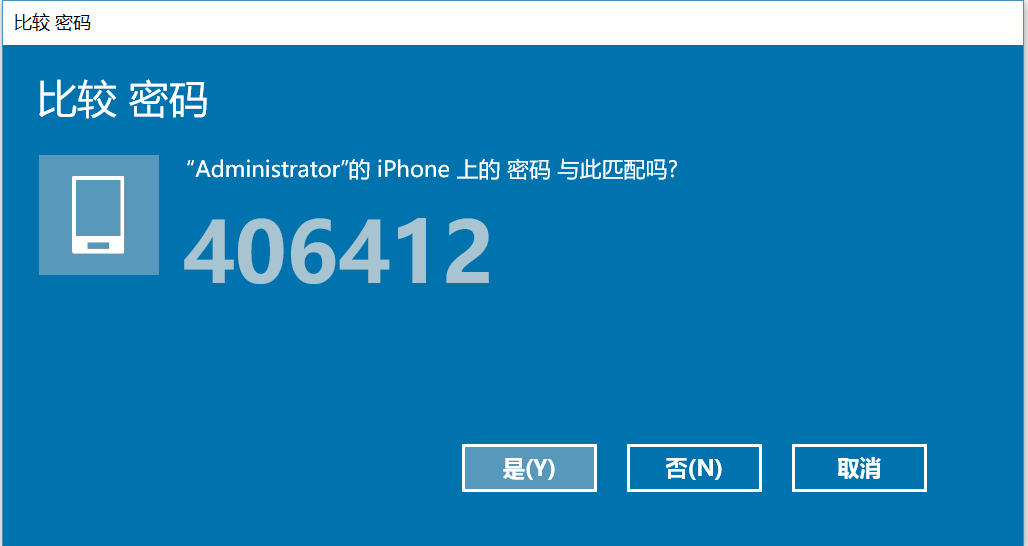 比较 密码
比较 密码
“Administrator”的 iPhone 上的 密码 与此匹配吗?
406412
是(Y) 否(N) 取消